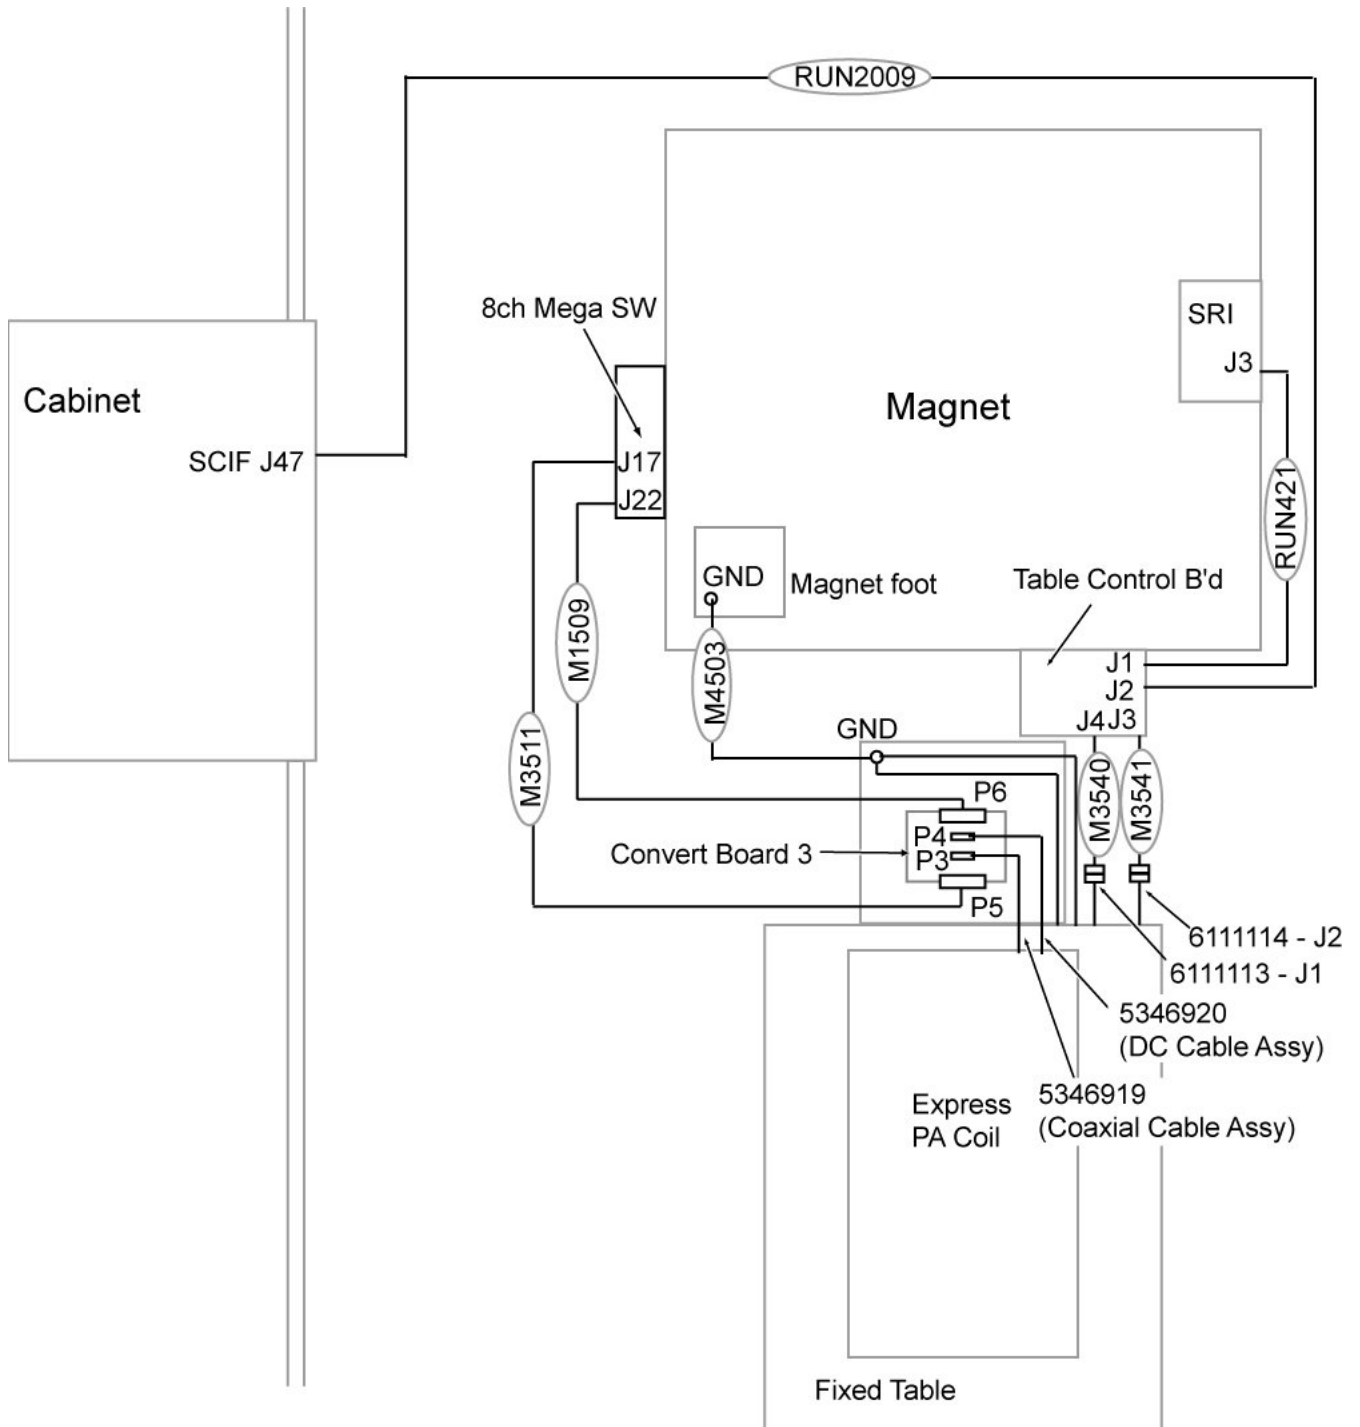 RUN2009
8ch Mega SW
SRI
J3
Cabinet
Magnet
SCIF J47
J17
J22
RUN421
GND
Magnet foot
Table Control B'd
M1509
M4503
J1
J2
J4
J3
M3511
GND
M3540
M3541
P6
P4
Convert Board 3
P3
P5
6111114 - J2
6111113 - J1
5346920
(DC Cable Assy)
5346919
(Coaxial Cable Assy)
Express
PA Coil
Fixed Table